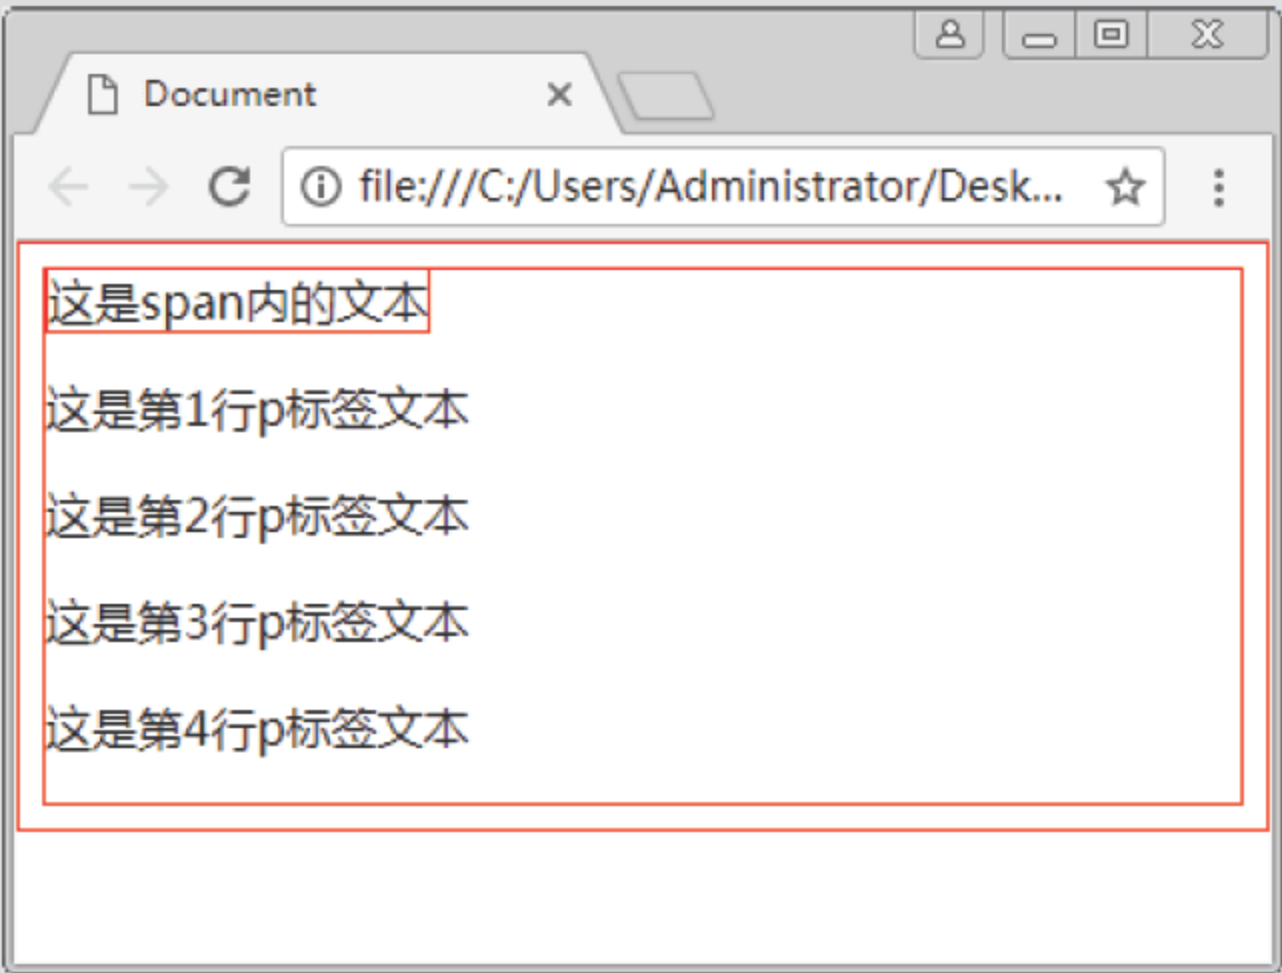 Document
file:///C:/Users/Administrator/Desk...
这是span内的文本
这是第1行p标签文本
这是第2行p标签文本
这是第3行p标签文本
这是第4行p标签文本